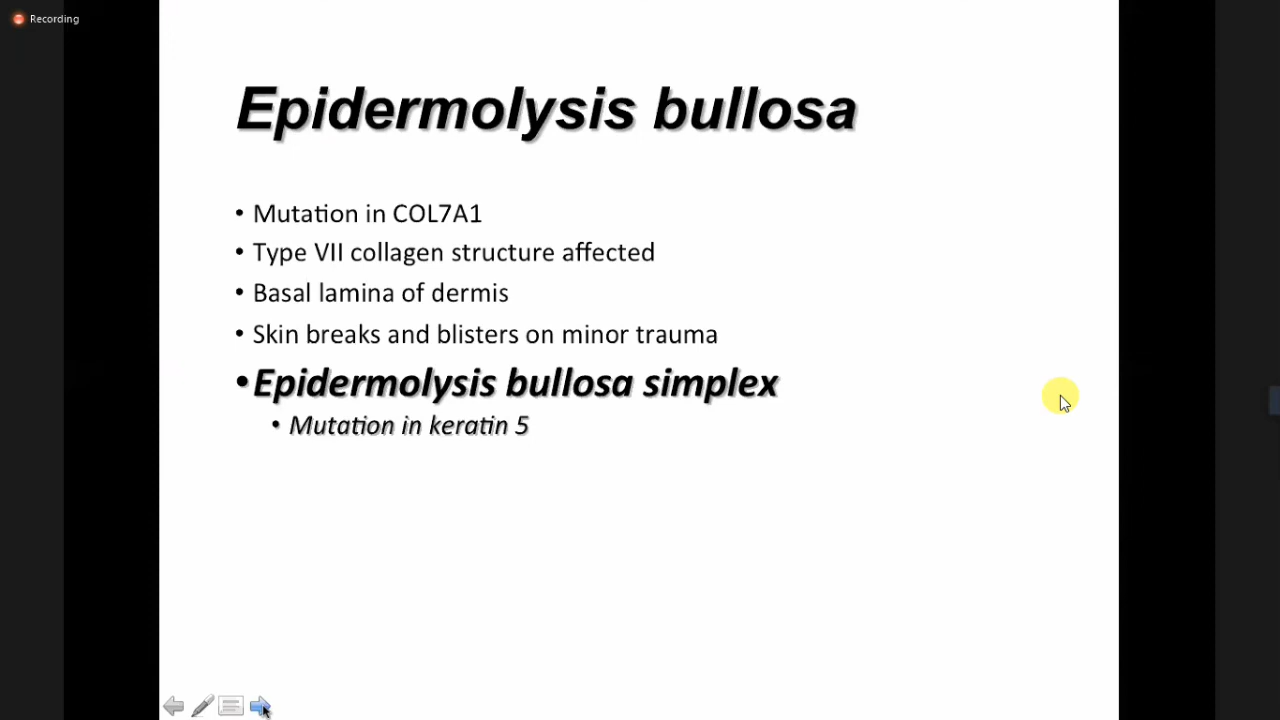 Recording
Epidermolysis bullosa
• Mutation in COL7A1
• Type VII collagen structure affected
• Basal lamina of dermis
• Skin breaks and blisters on minor trauma
• Epidermolysis bullosa simplex
• Mutation in keratin 5